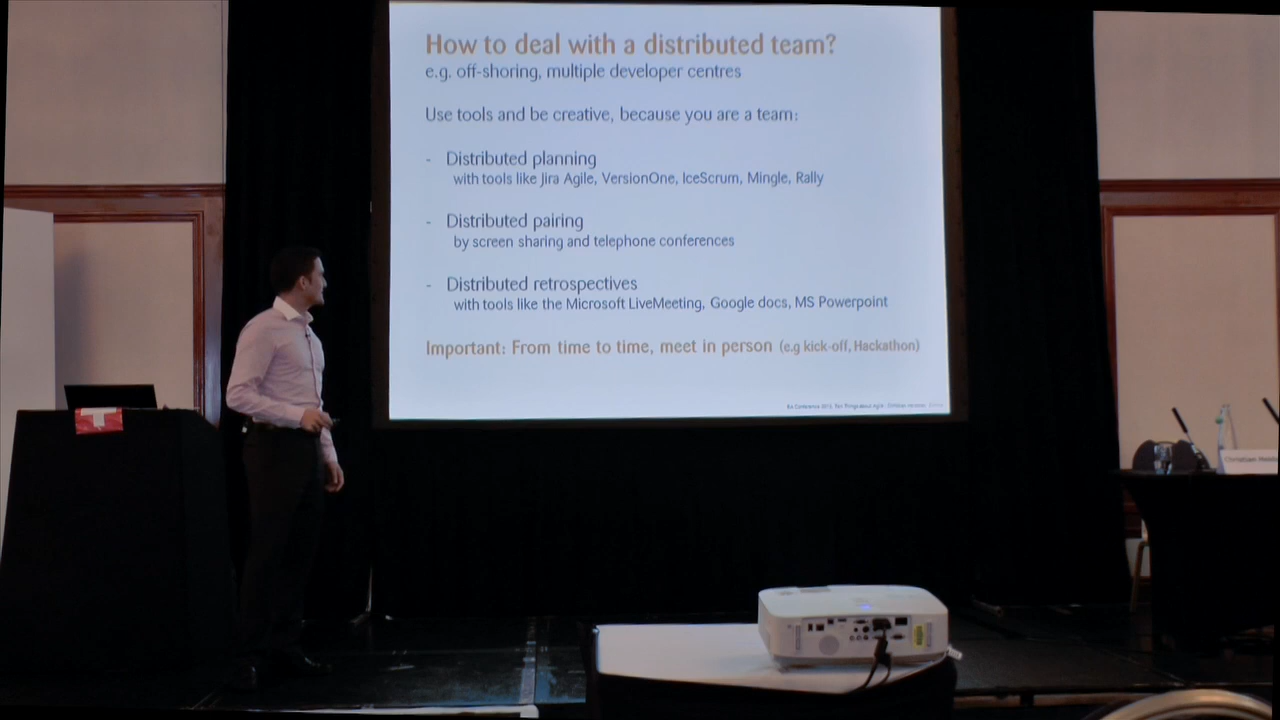 How to deal with a distributed team?
e.g. off-shoring, multiple developer centres
Use tools and be creative, because you are a team:
- Distributed planning
with tools like Jira Agile, VersionOne, IceScrum, Mingle, Rally
- Distributed pairing
by screen sharing and telephone conferences
- Distributed retrospectives
with tools like the Microsoft LiveMeeting, Google docs, MS Powerpoint
Important: From time to time, meet in person (e.g kick-off, Hackathon)
Christian